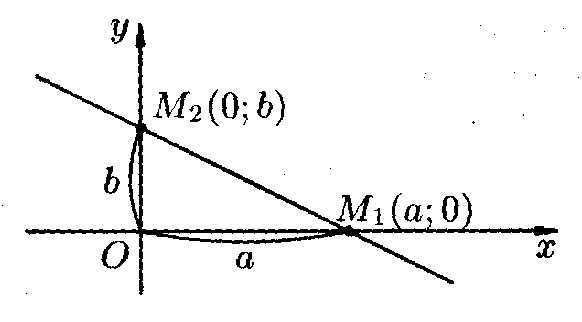 y
M₂(0; b)
b
M₁(a; 0)
O
a
x